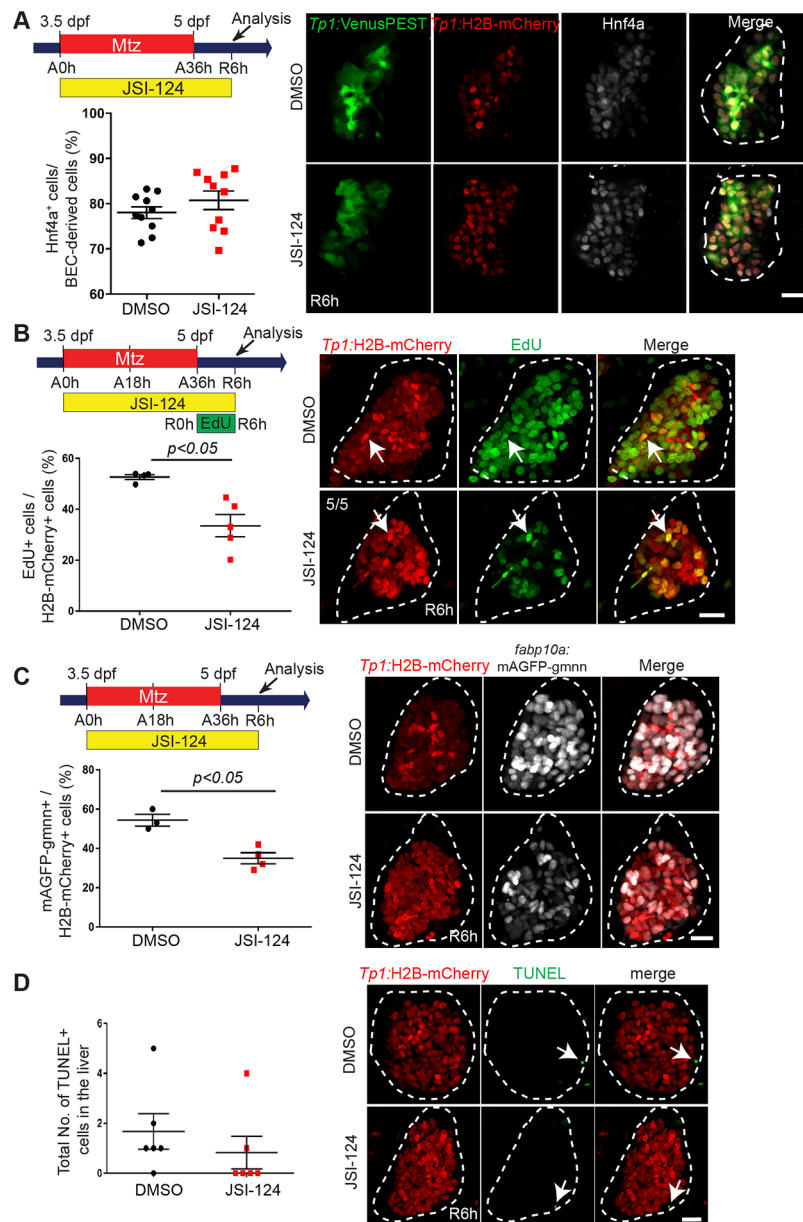 A
3.5 dpf 5 dpf Analysis
Mtz
A0h A36h R6h
JSI-124
Hnf4a⁺ cells/
BEC-derived cells (%)
100
90
80
70
60
DMSO JSI-124
Tp1:VenusPEST Tp1:H2B-mCherry Hnf4a Merge
DMSO
JSI-124
R6h
B
3.5 dpf 5 dpf Analysis
Mtz
A0h A18h A36h R6h
JSI-124
R0h EdU R6h
p<0.05
EdU+ cells /
H2B-mCherry+ cells (%)
60
40
20
0
DMSO JSI-124
Tp1:H2B-mCherry EdU Merge
DMSO
5/5
JSI-124
R6h
C
3.5 dpf 5 dpf Analysis
Mtz
A0h A18h A36h R6h
JSI-124
p<0.05
mAGFP-gmnn+ /
H2B-mCherry+ cells (%)
80
60
40
20
0
DMSO JSI-124
fabp10a:
Tp1:H2B-mCherry mAGFP-gmnn Merge
DMSO
JSI-124
R6h
D
Total No. of TUNEL+
cells in the liver
6
4
2
0
DMSO JSI-124
Tp1:H2B-mCherry TUNEL merge
DMSO
JSI-124
R6h